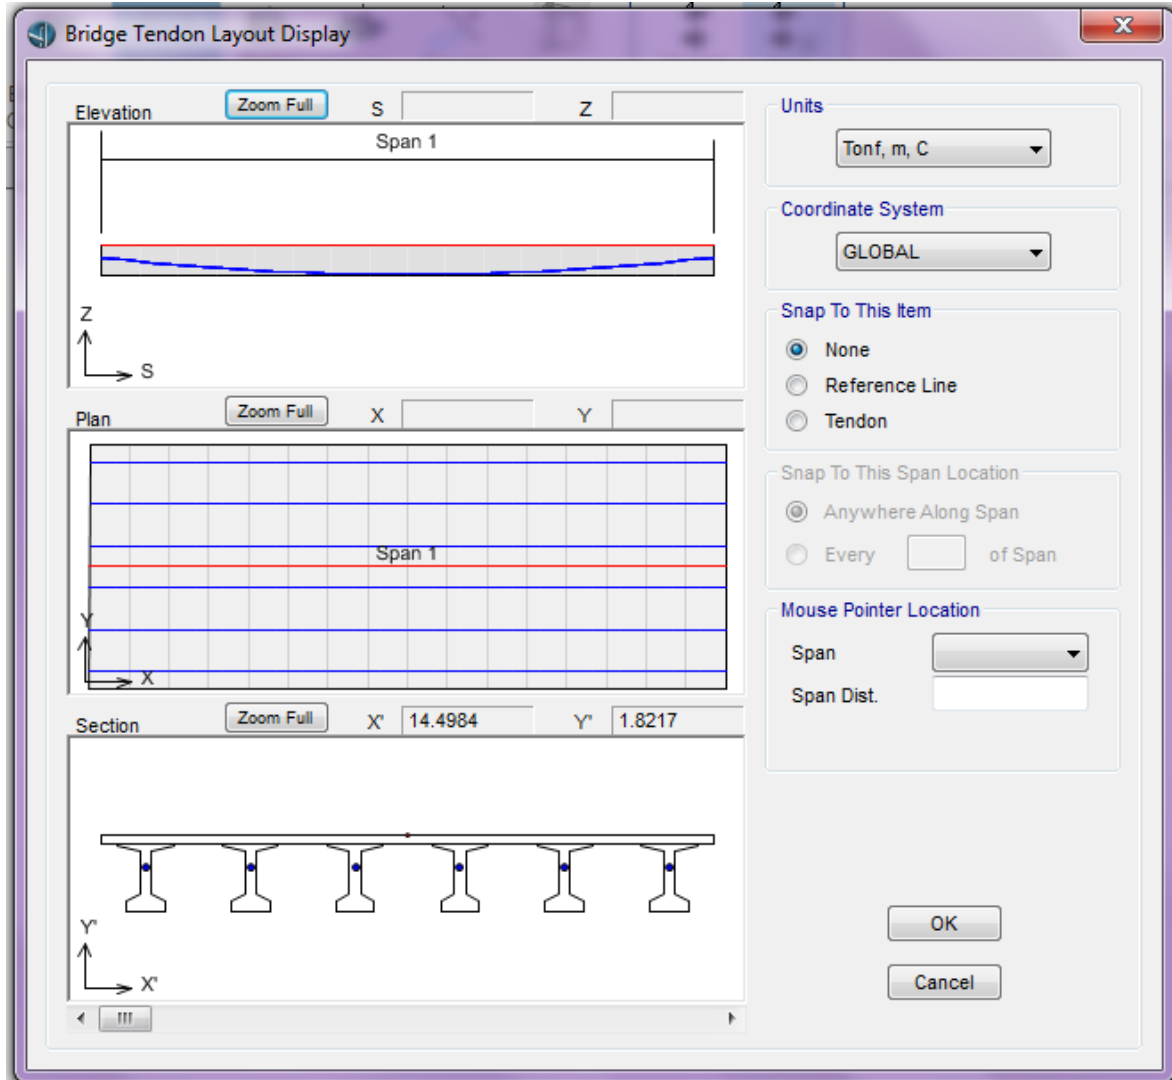 Bridge Tendon Layout Display
Elevation
Zoom Full
S
Z
Span 1
Z
S
Plan
Zoom Full
X
Y
Span 1
Y
X
Section
Zoom Full
X' 14.4984
Y' 1.8217
Y'
X'
Units
Tonf, m, C
Coordinate System
GLOBAL
Snap To This Item
None
Reference Line
Tendon
Snap To This Span Location
Anywhere Along Span
Every of Span
Mouse Pointer Location
Span
Span Dist.
OK
Cancel